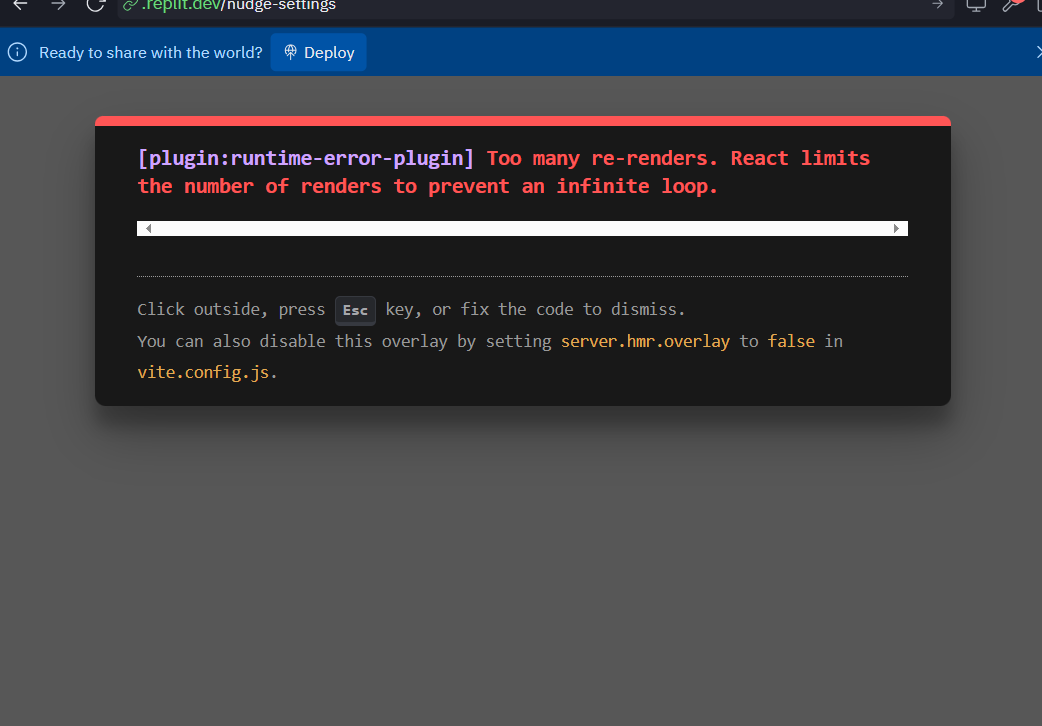 .replit.dev/nudge-settings
Ready to share with the world? Deploy
[plugin:runtime-error-plugin] Too many re-renders. React limits
the number of renders to prevent an infinite loop.
Click outside, press Esc key, or fix the code to dismiss.
You can also disable this overlay by setting server.hmr.overlay to false in
vite.config.js.